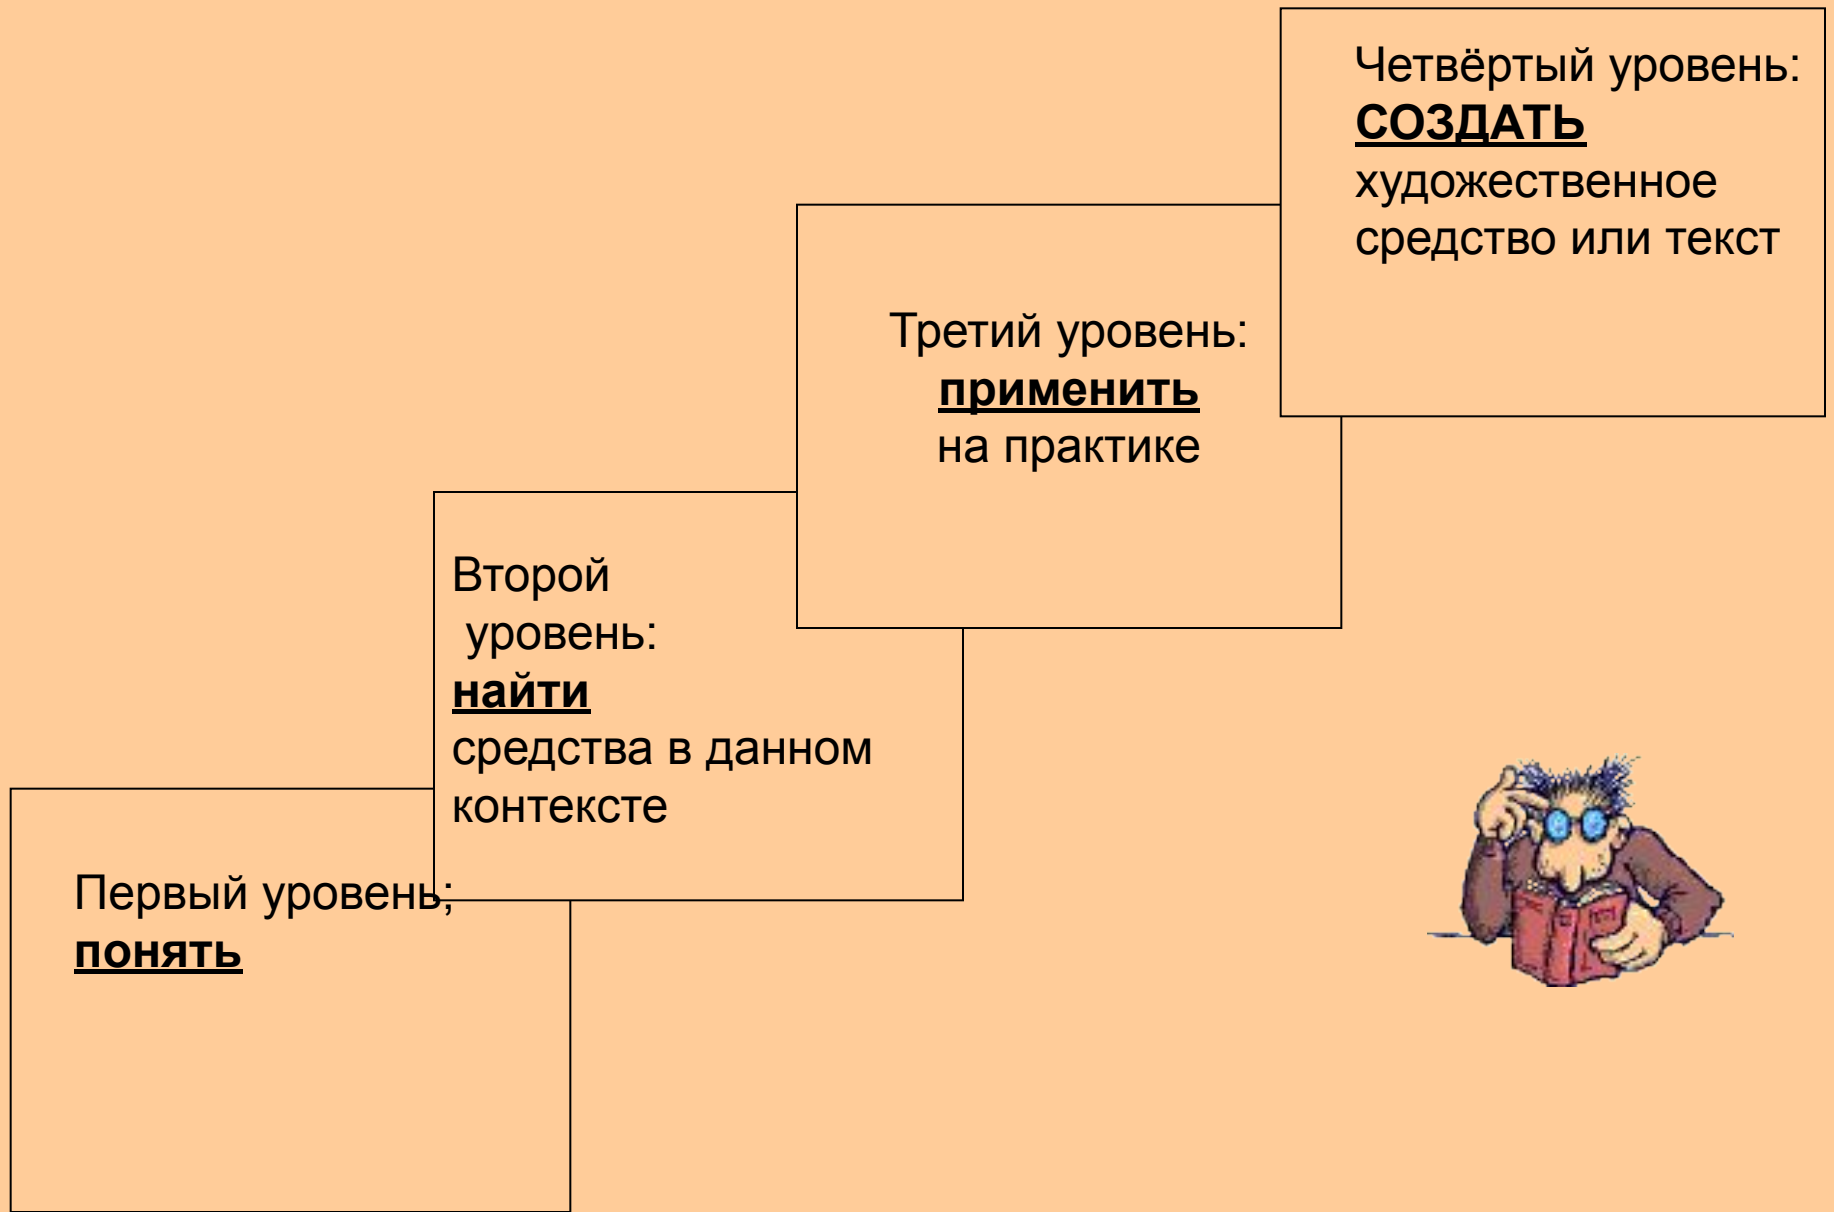 Четвёртый уровень:
СОЗДАТЬ
художественное
средство или текст
Третий уровень:
применить
на практике
Второй
уровень:
найти
средства в данном
контексте
Первый уровень;
понять